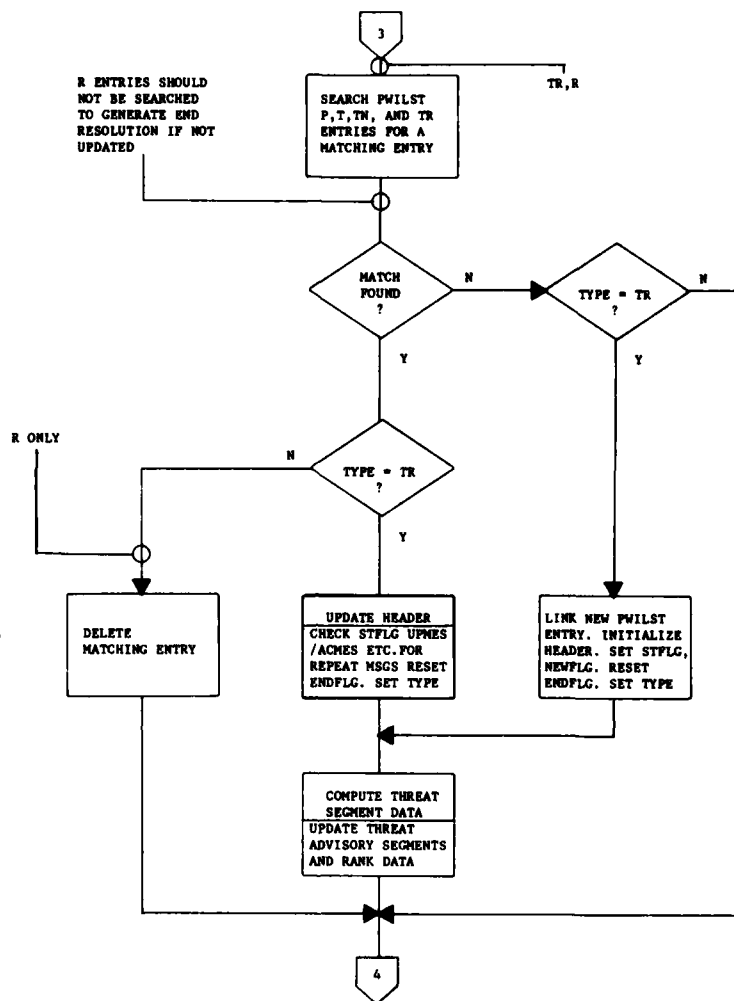 3
TR,R
R ENTRIES SHOULD
NOT BE SEARCHED
TO GENERATE END
RESOLUTION IF NOT
UPDATED
SEARCH PWILST
P,T,TN, AND TR
ENTRIES FOR A
MATCHING ENTRY
MATCH
FOUND
?
N
TYPE = TR
?
N
Y
Y
R ONLY
N
TYPE = TR
?
Y
DELETE
MATCHING ENTRY
UPDATE HEADER
CHECK STFLG UPMES
/ACMES ETC.FOR
REPEAT MSGS RESET
ENDFLG. SET TYPE
LINK NEW PWILST
ENTRY. INITIALIZE
HEADER. SET STFLG,
NEWFLG. RESET
ENDFLG. SET TYPE
COMPUTE THREAT
SEGMENT DATA
UPDATE THREAT
ADVISORY SEGMENTS
AND RANK DATA
4